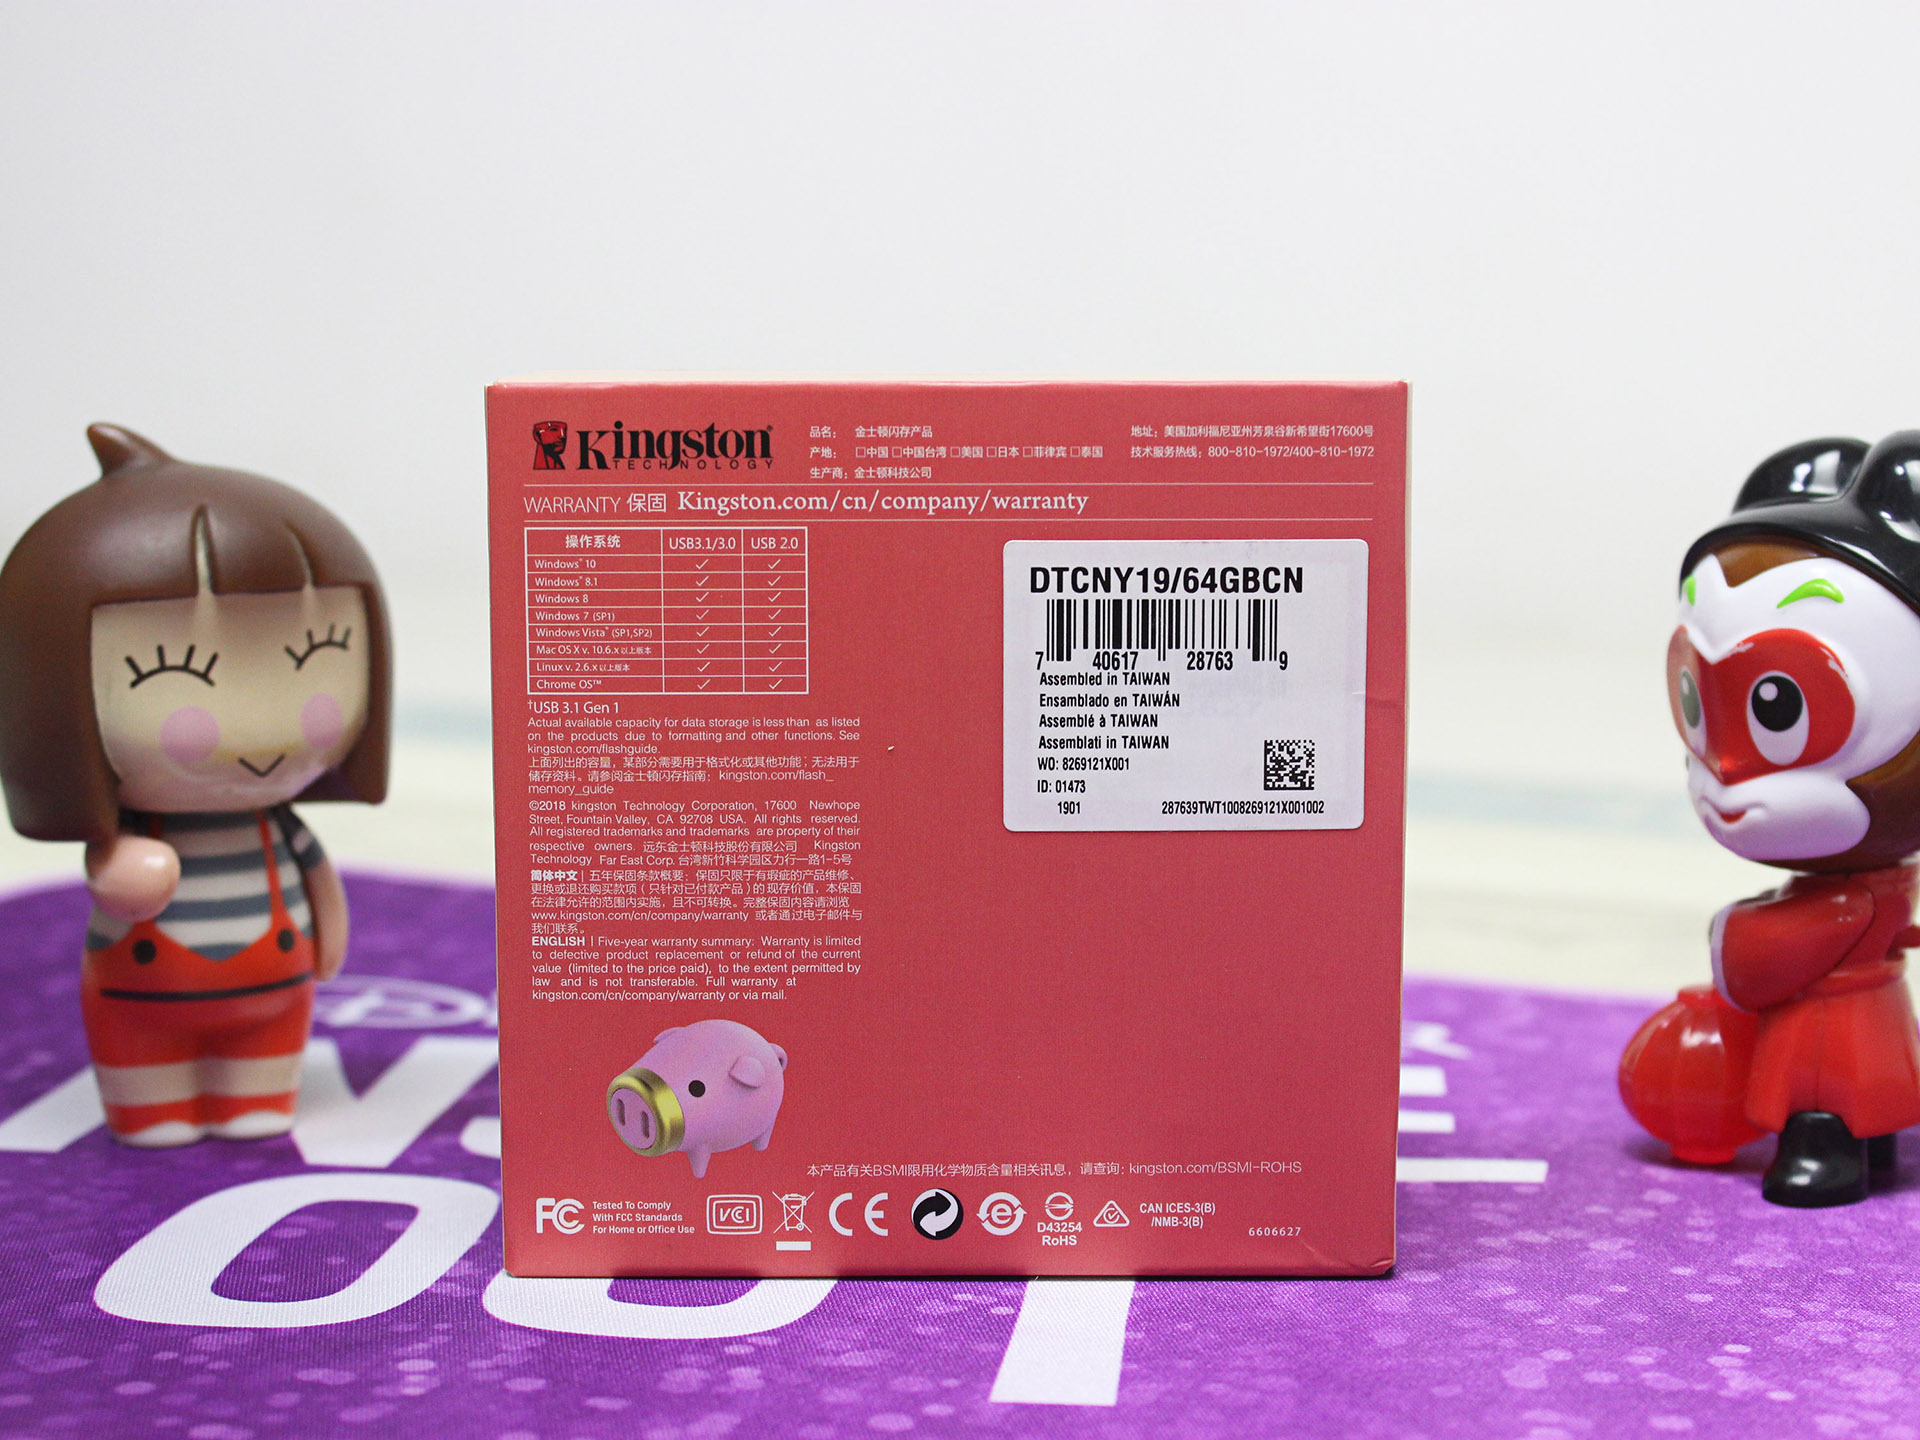 Kingston
TECHNOLOGY
品名： 金士顿闪存产品
产地： □中国 □中国台湾 □美国 □日本 □菲律宾 □泰国
生产商：金士顿科技公司
地址：美国加利福尼亚州芳泉谷新希望街17600号
技术服务热线：800-810-1972/400-810-1972
WARRANTY 保固 Kingston.com/cn/company/warranty
操作系统 USB3.1/3.0 USB 2.0
Windows® 10 ✓ ✓
Windows® 8.1 ✓ ✓
Windows 8 ✓ ✓
Windows 7 (SP1) ✓ ✓
Windows Vista® (SP1,SP2) ✓ ✓
Mac OS X v. 10.6.x 以上版本 ✓ ✓
Linux v. 2.6.x 以上版本 ✓ ✓
Chrome OS™ ✓ ✓
†USB 3.1 Gen 1
Actual available capacity for data storage is less than as listed
on the products due to formatting and other functions. See
kingston.com/flashguide.
上面列出的容量，某部分需要用于格式化或其他功能；无法用于
储存资料。请参阅金士顿闪存指南：kingston.com/flash_
memory_guide
©2018 kingston Technology Corporation, 17600 Newhope
Street, Fountain Valley, CA 92708 USA. All rights reserved.
All registered trademarks and trademarks are property of their
respective owners. 远东金士顿科技股份有限公司 Kingston
Technology Far East Corp. 台湾新竹科学园区力行一路1-5号
简体中文 | 五年保固条款概要：保固只限于有瑕疵的产品维修、
更换或退还购买款项（只针对已付款产品）的现存价值，本保固
在法律允许的范围内实施，且不可转换。完整保固内容请浏览
www.kingston.com/cn/company/warranty 或者通过电子邮件与
我们联系。
ENGLISH | Five-year warranty summary: Warranty is limited
to defective product replacement or refund of the current
value (limited to the price paid), to the extent permitted by
law and is not transferable. Full warranty at
kingston.com/cn/company/warranty or via mail.
DTCNY19/64GBCN
7 40617 28763 9
Assembled in TAIWAN
Ensamblado en TAIWÁN
Assemblé à TAIWAN
Assemblati in TAIWAN
WO: 8269121X001
ID: 01473
1901 287639TWT1008269121X001002
本产品有关BSMI限用化学物质含量相关讯息，请查询：kingston.com/BSMI-ROHS
FC Tested To Comply
With FCC Standards
For Home or Office Use
VCI
CE
D43254
RoHS
CAN ICES-3(B)
/NMB-3(B)
6606627